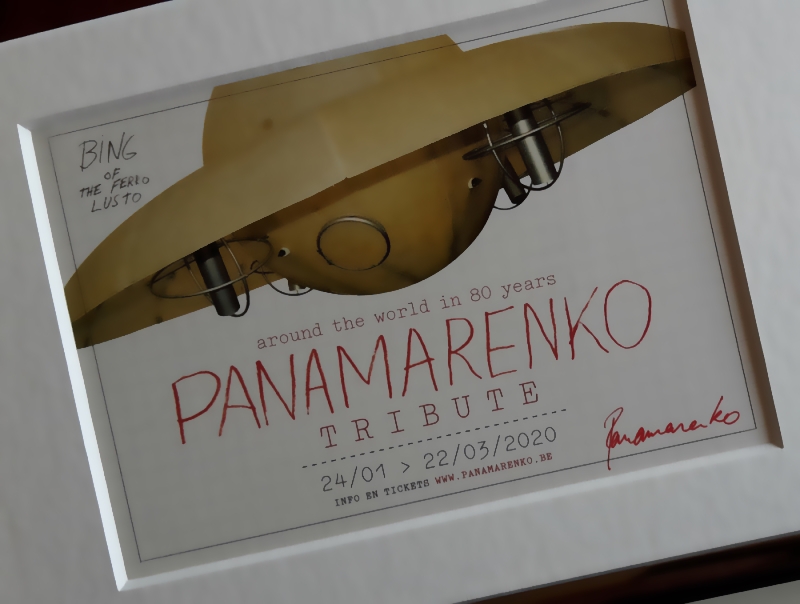 BING
OF
THE FERRO
LUSTO
around the world in 80 years
PANAMARENKO
TRIBUTE
24/01 > 22/03/2020
INFO EN TICKETS WWW.PANAMARENKO.BE
Panamarenko